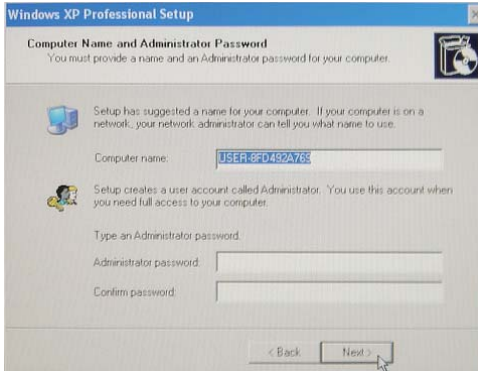 Windows XP Professional Setup
Computer Name and Administrator Password
You must provide a name and an Administrator password for your computer.
Setup has suggested a name for your computer. If your computer is on a
network, your network administrator can tell you what name to use.
Computer name: USER-8FD492A769
Setup creates a user account called Administrator. You use this account when
you need full access to your computer.
Type an Administrator password.
Administrator password:
Confirm password:
< Back Next >